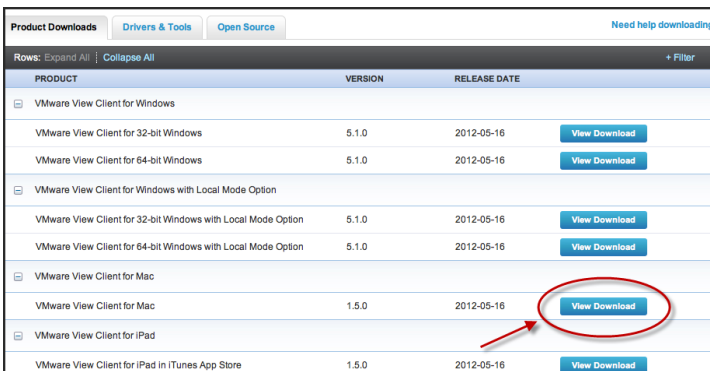 Product Downloads Drivers & Tools Open Source Need help downloading
Rows: Expand All Collapse All + Filter
PRODUCT VERSION RELEASE DATE
VMware View Client for Windows
VMware View Client for 32-bit Windows 5.1.0 2012-05-16 View Download
VMware View Client for 64-bit Windows 5.1.0 2012-05-16 View Download
VMware View Client for Windows with Local Mode Option
VMware View Client for 32-bit Windows with Local Mode Option 5.1.0 2012-05-16 View Download
VMware View Client for 64-bit Windows with Local Mode Option 5.1.0 2012-05-16 View Download
VMware View Client for Mac
VMware View Client for Mac 1.5.0 2012-05-16 View Download
VMware View Client for iPad
VMware View Client for iPad in iTunes App Store 1.5.0 2012-05-16 View Download